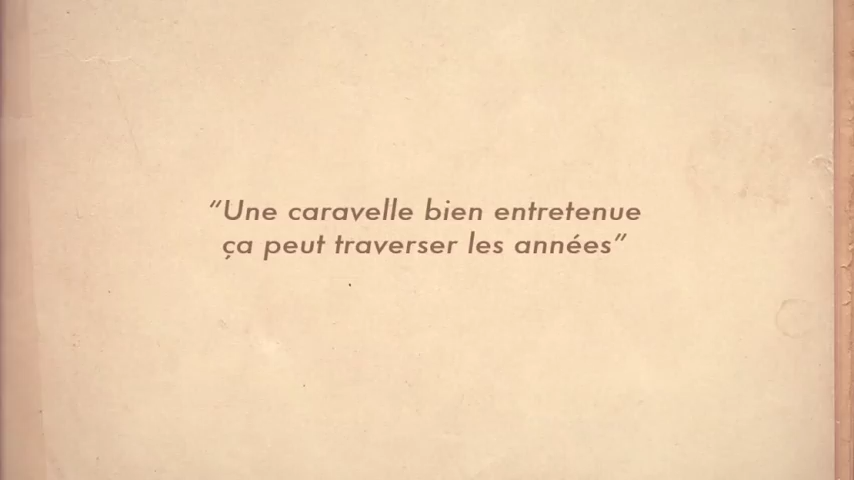 “Une caravelle bien entretenue
ça peut traverser les années”